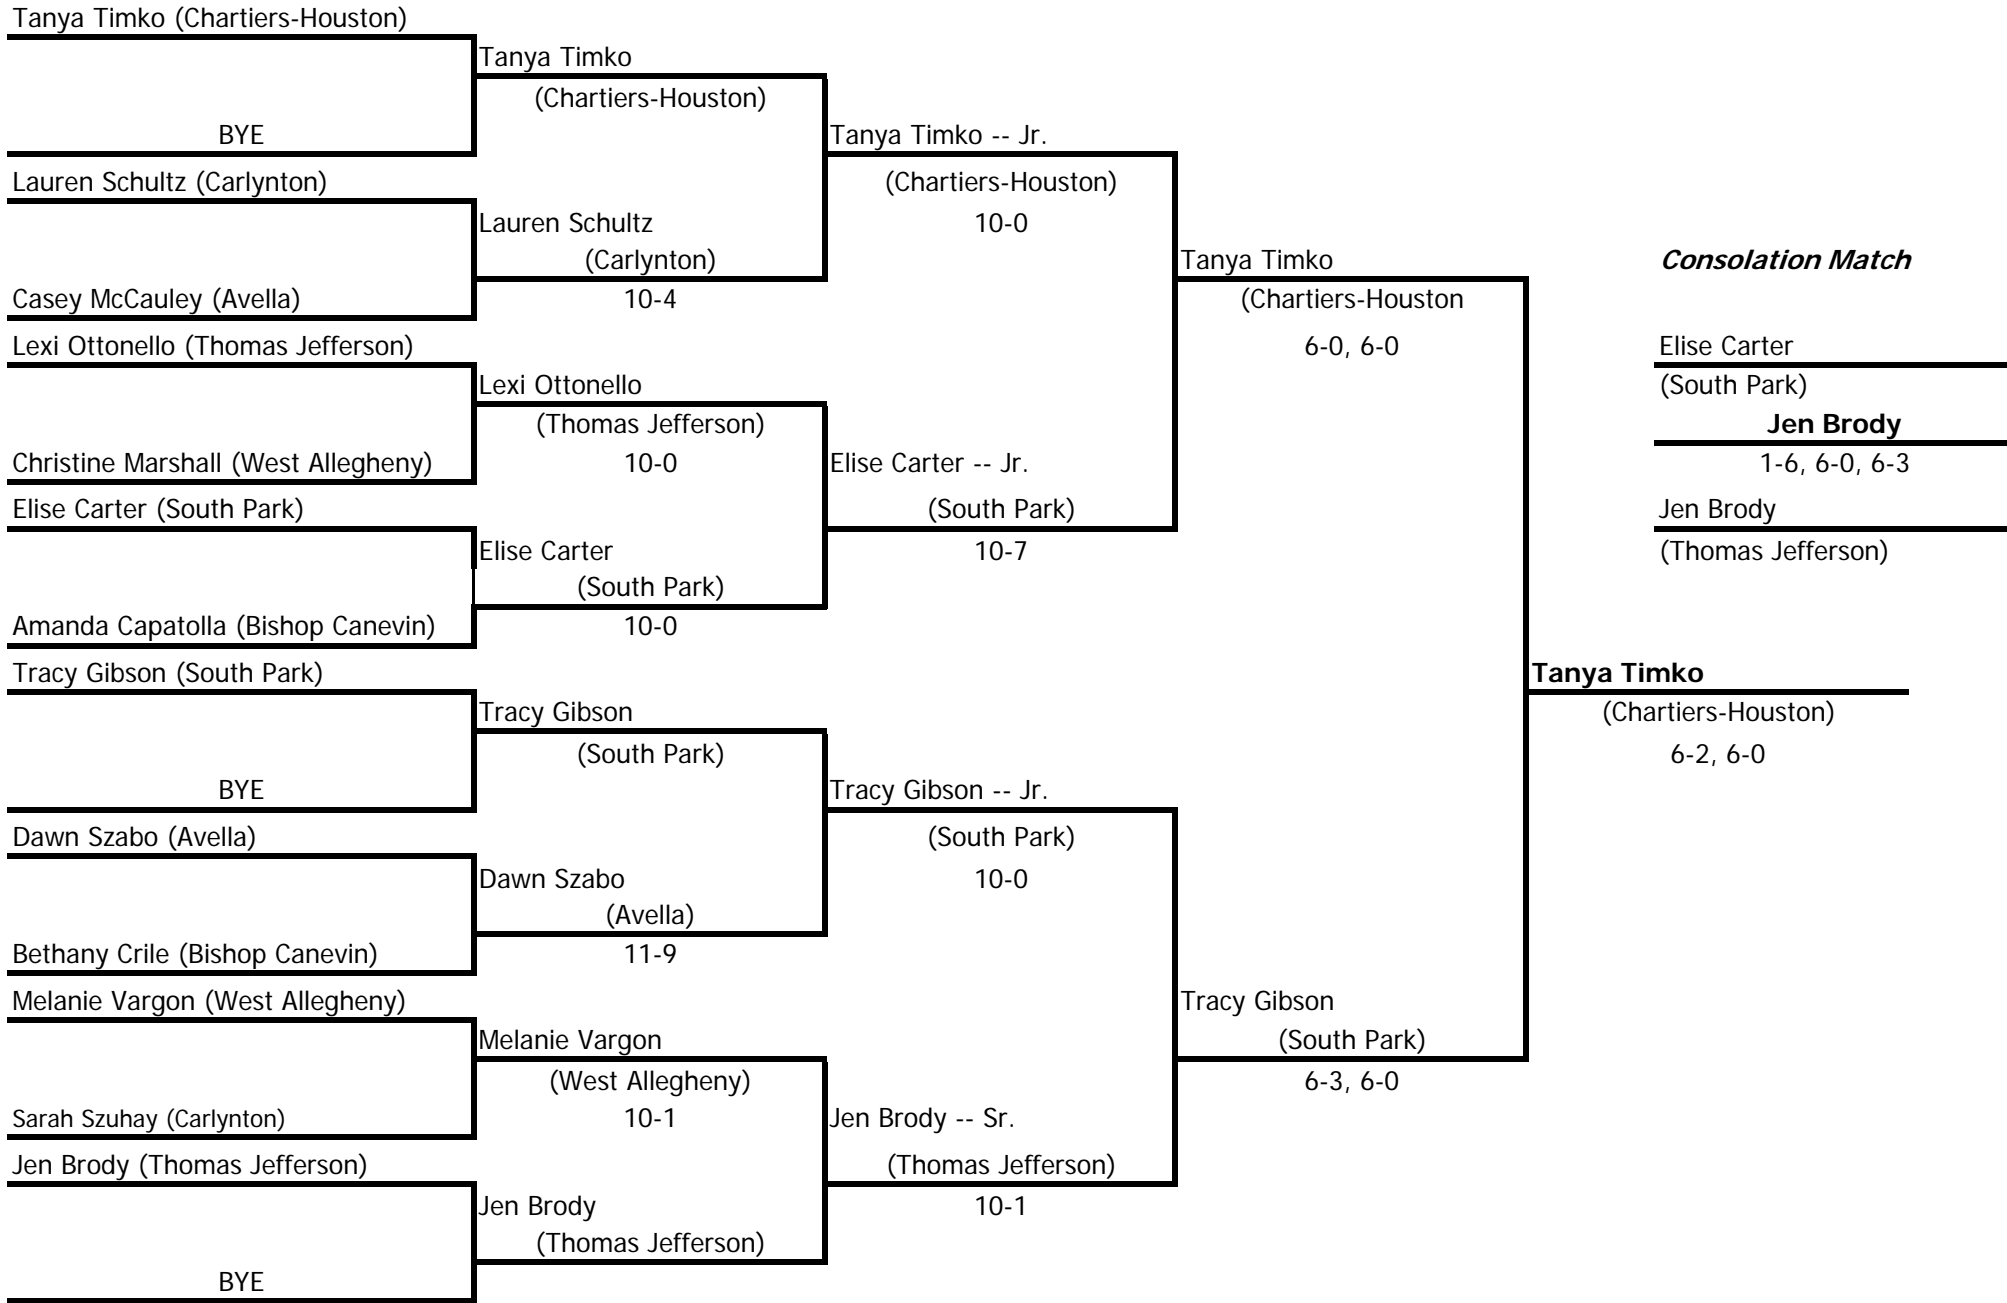 Tanya Timko (Chartiers-Houston)
BYE
Lauren Schultz (Carlynton)
Casey McCauley (Avella)
Lexi Ottonello (Thomas Jefferson)
Christine Marshall (West Allegheny)
Elise Carter (South Park)
Amanda Capatolla (Bishop Canevin)
Tracy Gibson (South Park)
BYE
Dawn Szabo (Avella)
Bethany Crile (Bishop Canevin)
Melanie Vargon (West Allegheny)
Sarah Szuhay (Carlynton)
Jen Brody (Thomas Jefferson)
BYE
Tanya Timko
(Chartiers-Houston)
Lauren Schultz
(Carlynton)
10-4
Lexi Ottonello
(Thomas Jefferson)
10-0
Elise Carter
(South Park)
10-0
Tracy Gibson
(South Park)
Dawn Szabo
(Avella)
11-9
Melanie Vargon
(West Allegheny)
10-1
Jen Brody
(Thomas Jefferson)
Tanya Timko -- Jr.
(Chartiers-Houston)
10-0
Elise Carter -- Jr.
(South Park)
10-7
Tracy Gibson -- Jr.
(South Park)
10-0
Jen Brody -- Sr.
(Thomas Jefferson)
10-1
Tanya Timko
(Chartiers-Houston
6-0, 6-0
Tracy Gibson
(South Park)
6-3, 6-0
Tanya Timko
(Chartiers-Houston)
6-2, 6-0
Consolation Match
Elise Carter
(South Park)
Jen Brody
1-6, 6-0, 6-3
Jen Brody
(Thomas Jefferson)